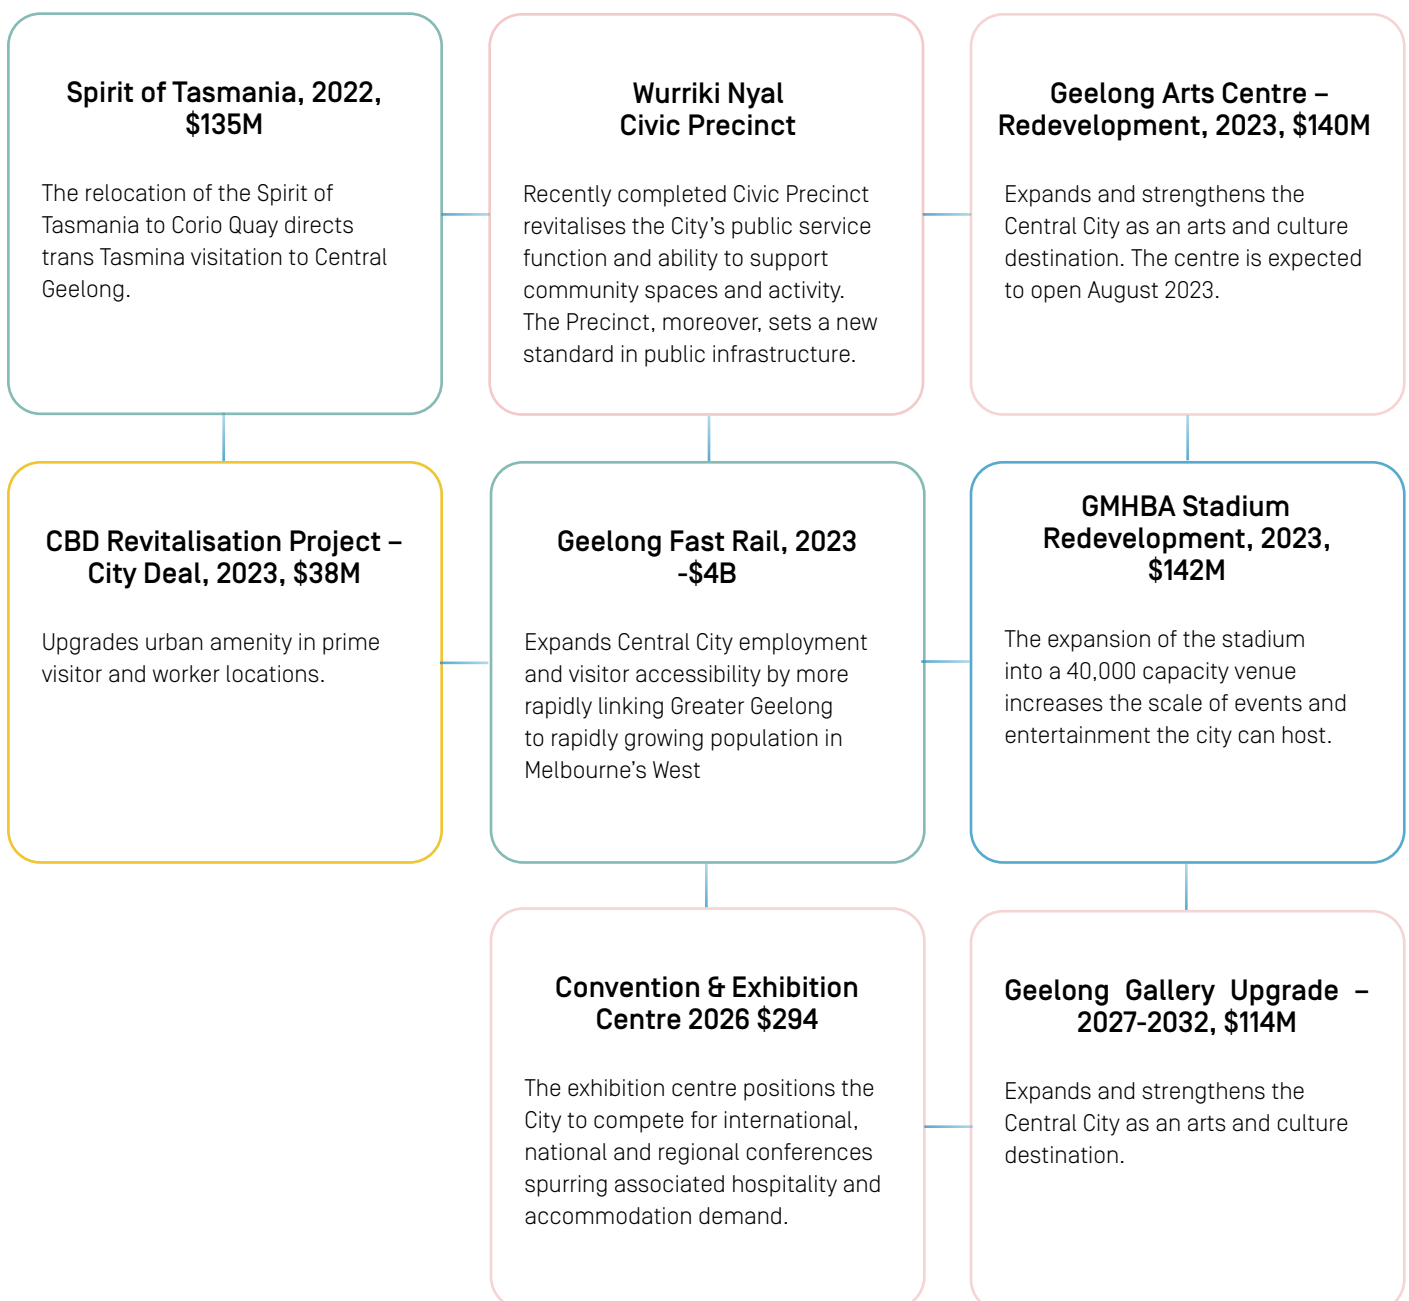 Spirit of Tasmania, 2022,
$135M
The relocation of the Spirit of
Tasmania to Corio Quay directs
trans Tasmina visitation to Central
Geelong.
Wurriki Nyal
Civic Precinct
Recently completed Civic Precinct
revitalises the City’s public service
function and ability to support
community spaces and activity.
The Precinct, moreover, sets a new
standard in public infrastructure.
Geelong Arts Centre –
Redevelopment, 2023, $140M
Expands and strengthens the
Central City as an arts and culture
destination. The centre is expected
to open August 2023.
CBD Revitalisation Project –
City Deal, 2023, $38M
Upgrades urban amenity in prime
visitor and worker locations.
Geelong Fast Rail, 2023
-$4B
Expands Central City employment
and visitor accessibility by more
rapidly linking Greater Geelong
to rapidly growing population in
Melbourne’s West
GMHBA Stadium
Redevelopment, 2023,
$142M
The expansion of the stadium
into a 40,000 capacity venue
increases the scale of events and
entertainment the city can host.
Convention & Exhibition
Centre 2026 $294
The exhibition centre positions the
City to compete for international,
national and regional conferences
spurring associated hospitality and
accommodation demand.
Geelong Gallery Upgrade –
2027-2032, $114M
Expands and strengthens the
Central City as an arts and culture
destination.